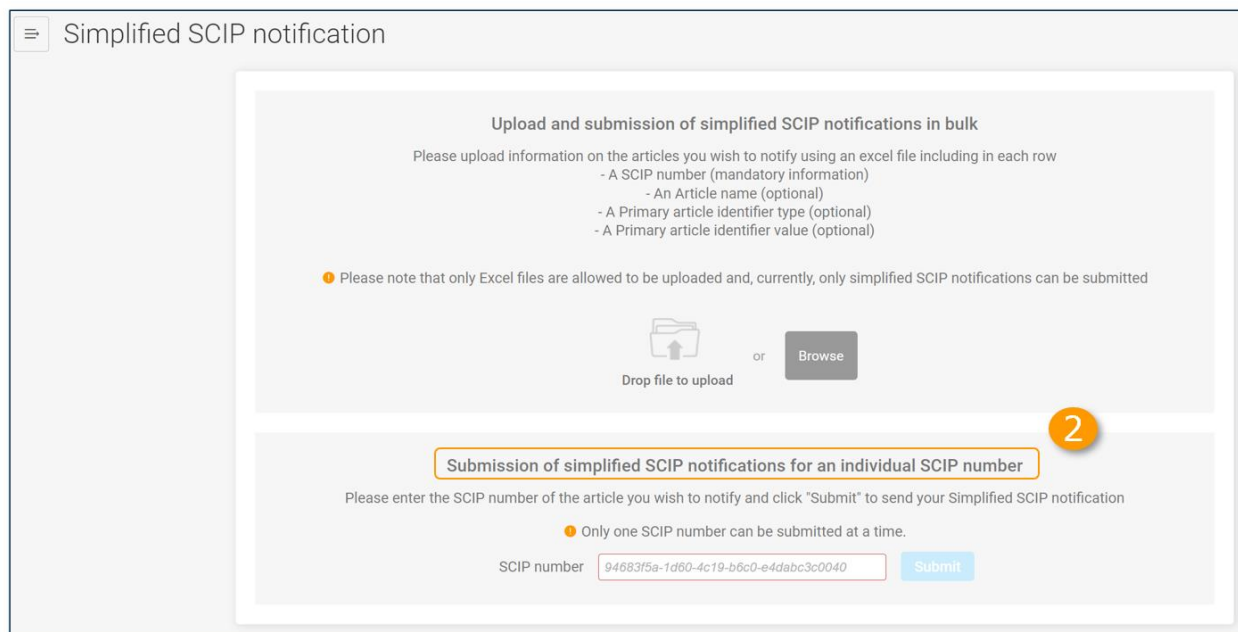 Simplified SCIP notification
Upload and submission of simplified SCIP notifications in bulk
Please upload information on the articles you wish to notify using an excel file including in each row
- A SCIP number (mandatory information)
- An Article name (optional)
- A Primary article identifier type (optional)
- A Primary article identifier value (optional)
Please note that only Excel files are allowed to be uploaded and, currently, only simplified SCIP notifications can be submitted
Drop file to upload
or
Browse
2
Submission of simplified SCIP notifications for an individual SCIP number
Please enter the SCIP number of the article you wish to notify and click "Submit" to send your Simplified SCIP notification
Only one SCIP number can be submitted at a time.
SCIP number 94683f5a-1d60-4c19-b6c0-e4dabc3c0040 Submit